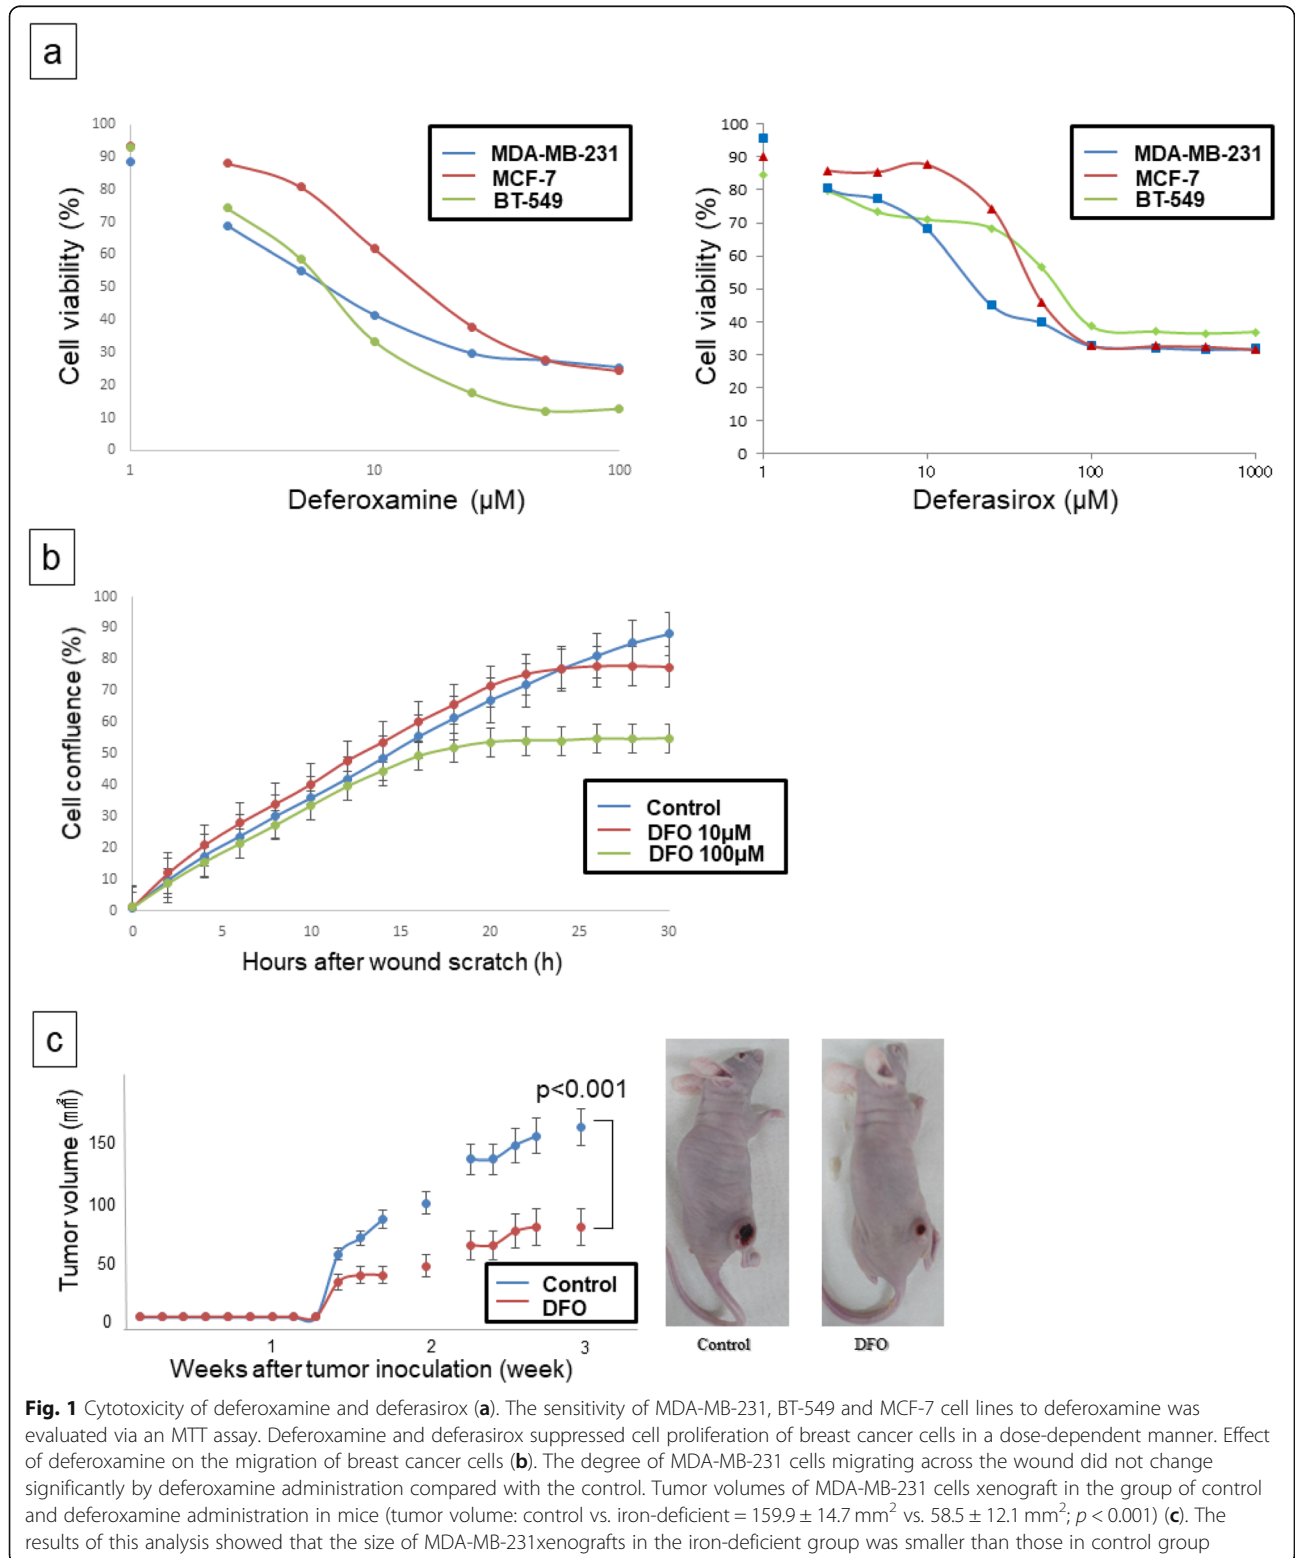 a
100
90
80
70
60
50
40
30
20
10
0
Cell viability (%)
MDA-MB-231
MCF-7
BT-549
1
10
100
Deferoxamine (μM)
100
90
80
70
60
50
40
30
20
10
0
Cell viability (%)
MDA-MB-231
MCF-7
BT-549
1
10
100
1000
Deferasirox (μM)
b
100
90
80
70
60
50
40
30
20
10
0
Cell confluence (%)
Control
DFO 10μM
DFO 100μM
0
5
10
15
20
25
30
Hours after wound scratch (h)
c
Tumor volume (㎟)
150
100
50
0
p<0.001
Control
DFO
1
2
3
Weeks after tumor inoculation (week)
Control
DFO
Fig. 1 Cytotoxicity of deferoxamine and deferasirox (a). The sensitivity of MDA-MB-231, BT-549 and MCF-7 cell lines to deferoxamine was
evaluated via an MTT assay. Deferoxamine and deferasirox suppressed cell proliferation of breast cancer cells in a dose-dependent manner. Effect
of deferoxamine on the migration of breast cancer cells (b). The degree of MDA-MB-231 cells migrating across the wound did not change
significantly by deferoxamine administration compared with the control. Tumor volumes of MDA-MB-231 cells xenograft in the group of control
and deferoxamine administration in mice (tumor volume: control vs. iron-deficient = 159.9 ± 14.7 mm² vs. 58.5 ± 12.1 mm²; p < 0.001) (c). The
results of this analysis showed that the size of MDA-MB-231xenografts in the iron-deficient group was smaller than those in control group